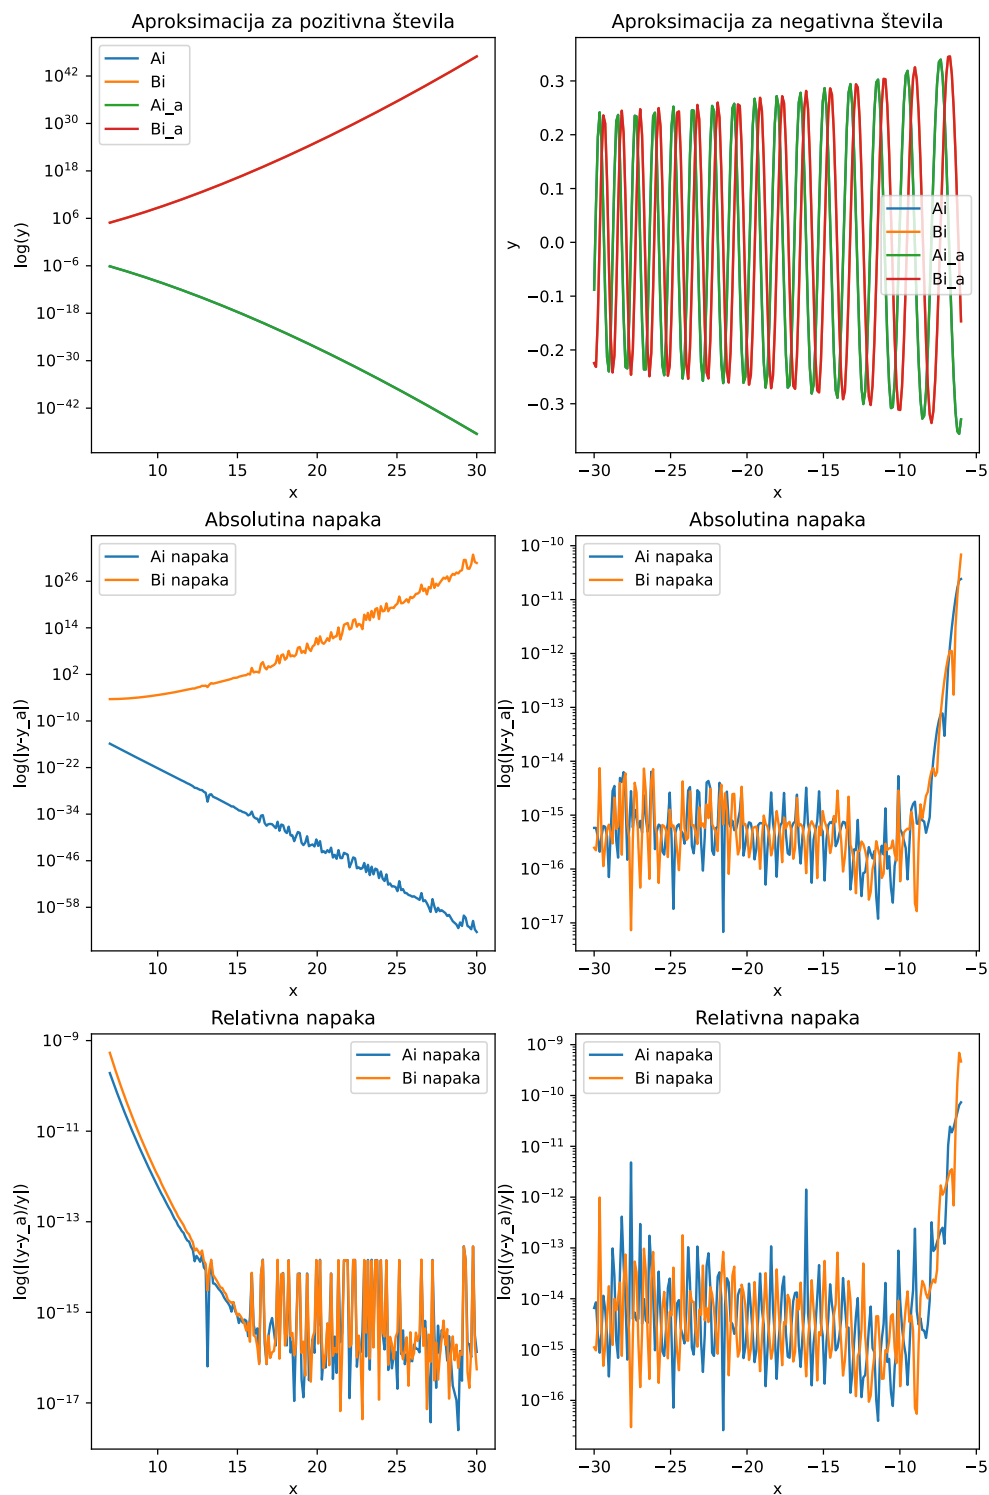 Aproksimacija za pozitivna števila
Ai
Bi
Ai_a
Bi_a
10^42
10^30
10^18
10^6
10^−6
10^−18
10^−30
10^−42
log(y)
10 15 20 25 30
x
Aproksimacija za negativna števila
Ai
Bi
Ai_a
Bi_a
0.3
0.2
0.1
0.0
−0.1
−0.2
−0.3
y
−30 −25 −20 −15 −10 −5
x
Absolutina napaka
Ai napaka
Bi napaka
10^26
10^14
10^2
10^−10
10^−22
10^−34
10^−46
10^−58
log(|y-y_a|)
10 15 20 25 30
x
Absolutina napaka
Ai napaka
Bi napaka
10^−10
10^−11
10^−12
10^−13
10^−14
10^−15
10^−16
10^−17
log(|y-y_a|)
−30 −25 −20 −15 −10 −5
x
Relativna napaka
Ai napaka
Bi napaka
10^−9
10^−11
10^−13
10^−15
10^−17
log(|(y-y_a)/y|)
10 15 20 25 30
x
Relativna napaka
Ai napaka
Bi napaka
10^−9
10^−10
10^−11
10^−12
10^−13
10^−14
10^−15
10^−16
log(|(y-y_a)/y|)
−30 −25 −20 −15 −10 −5
x